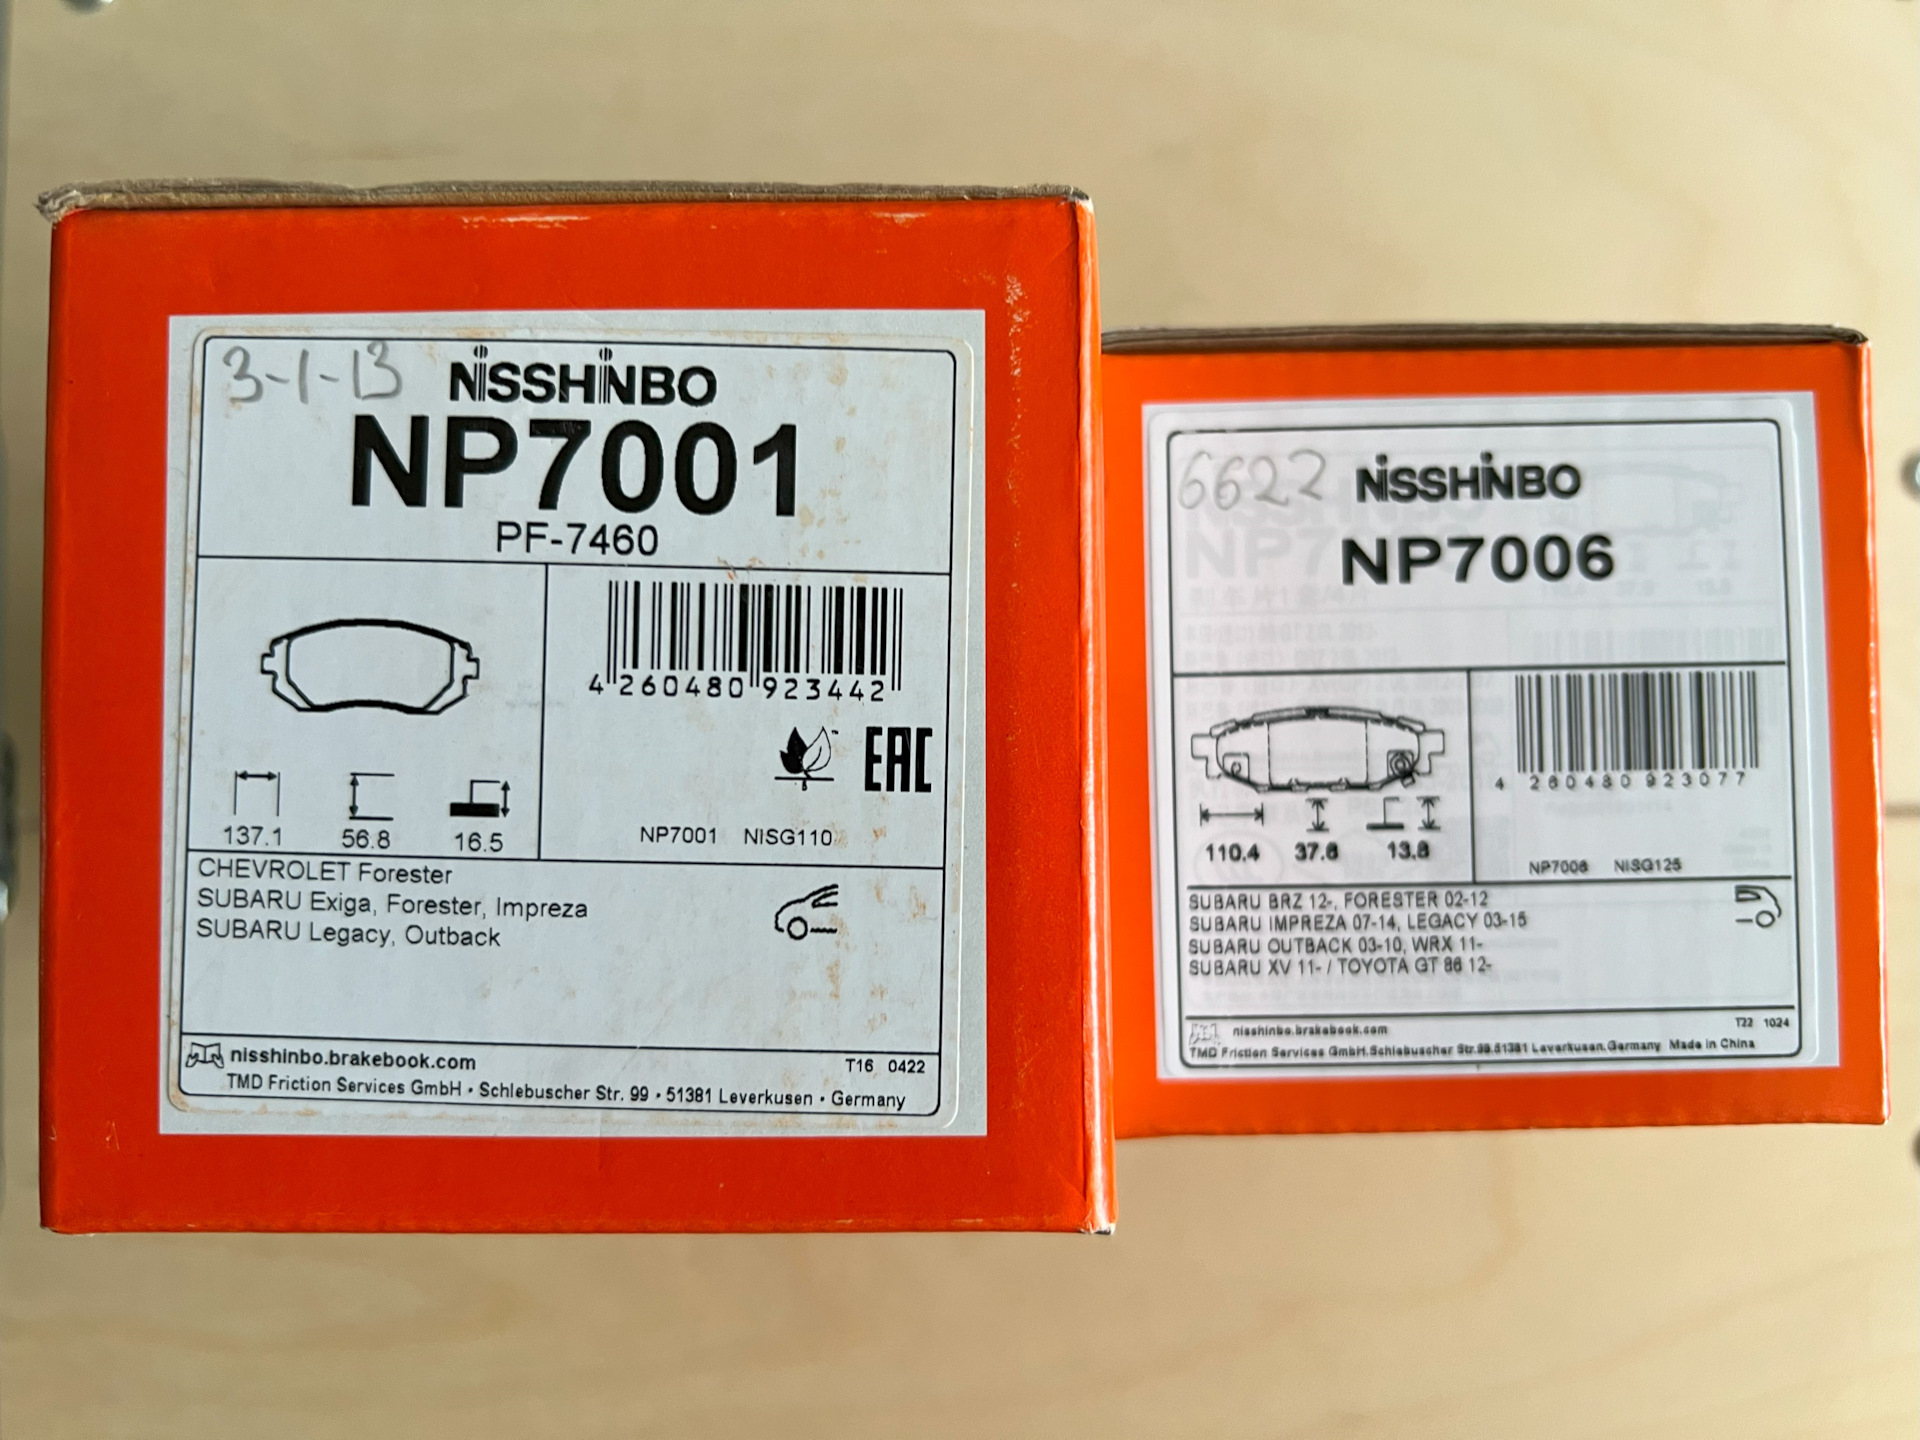 3-1-13
NISSHINBO
NP7001
PF-7460
4 260480 923442
EAC
137.1 56.8 16.5
NP7001 NISG110
CHEVROLET Forester
SUBARU Exiga, Forester, Impreza
SUBARU Legacy, Outback
nisshinbo.brakebook.com
T16 0422
TMD Friction Services GmbH • Schlebuscher Str. 99 • 51381 Leverkusen • Germany
6622
NISSHINBO
NP7006
4 260480 923077
110.4 37.6 13.8
NP7006 NISG125
SUBARU BRZ 12-, FORESTER 02-12
SUBARU IMPREZA 07-14, LEGACY 03-15
SUBARU OUTBACK 03-10, WRX 11-
SUBARU XV 11- / TOYOTA GT 86 12-
nisshinbo.brakebook.com
T22 1024
TMD Friction Services GmbH.Schlebuscher Str.99.51381 Leverkusen.Germany Made in China